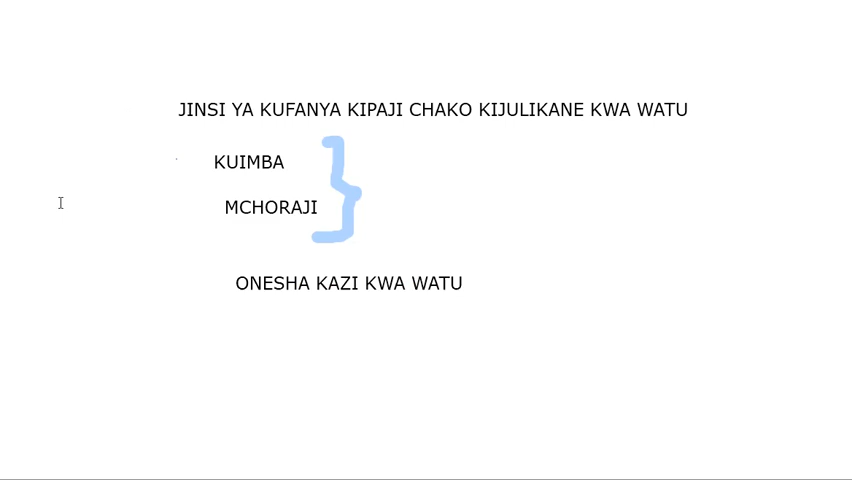 JINSI YA KUFANYA KIPAJI CHAKO KIJULIKANE KWA WATU
KUIMBA
MCHORAJI
ONESHA KAZI KWA WATU